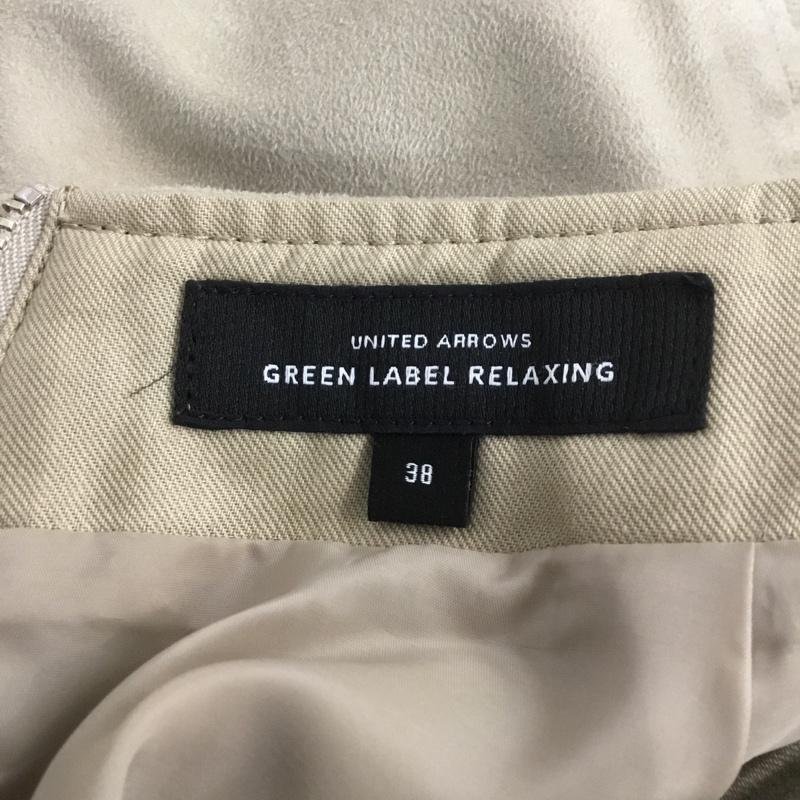 UNITED ARROWS
GREEN LABEL RELAXING
38